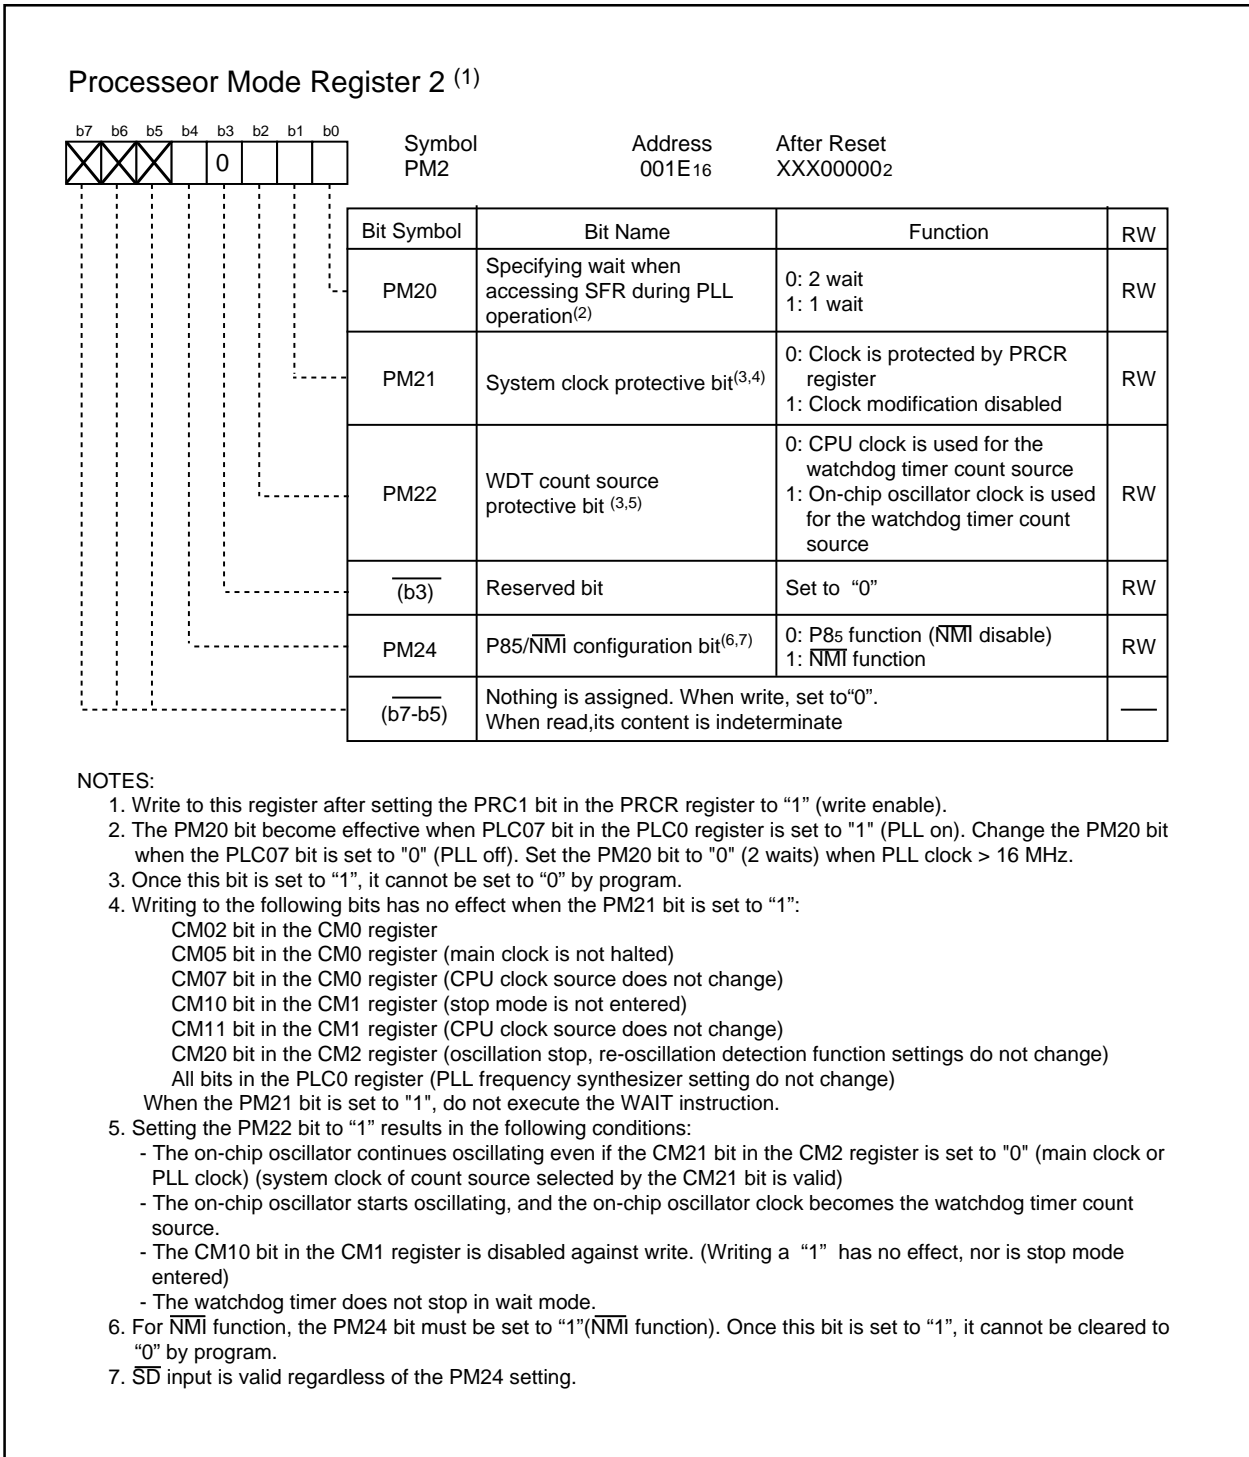 Processeor Mode Register 2 (1)
b7 b6 b5 b4 b3 b2 b1 b0
0
Symbol Address After Reset
PM2 001E16 XXX000002
Bit Symbol Bit Name Function RW
PM20
Specifying wait when
accessing SFR during PLL
operation(2)
0: 2 wait
1: 1 wait
RW
PM21
System clock protective bit(3,4)
0: Clock is protected by PRCR
register
1: Clock modification disabled
RW
PM22
WDT count source
protective bit (3,5)
0: CPU clock is used for the
watchdog timer count source
1: On-chip oscillator clock is used
for the watchdog timer count
source
RW
(b3)
Reserved bit
Set to “0”
RW
PM24
P85/NMI configuration bit(6,7)
0: P85 function (NMI disable)
1: NMI function
RW
(b7-b5)
Nothing is assigned. When write, set to“0”.
When read,its content is indeterminate
NOTES:
1. Write to this register after setting the PRC1 bit in the PRCR register to “1” (write enable).
2. The PM20 bit become effective when PLC07 bit in the PLC0 register is set to "1" (PLL on). Change the PM20 bit
when the PLC07 bit is set to "0" (PLL off). Set the PM20 bit to "0" (2 waits) when PLL clock > 16 MHz.
3. Once this bit is set to “1”, it cannot be set to “0” by program.
4. Writing to the following bits has no effect when the PM21 bit is set to “1”:
CM02 bit in the CM0 register
CM05 bit in the CM0 register (main clock is not halted)
CM07 bit in the CM0 register (CPU clock source does not change)
CM10 bit in the CM1 register (stop mode is not entered)
CM11 bit in the CM1 register (CPU clock source does not change)
CM20 bit in the CM2 register (oscillation stop, re-oscillation detection function settings do not change)
All bits in the PLC0 register (PLL frequency synthesizer setting do not change)
When the PM21 bit is set to "1", do not execute the WAIT instruction.
5. Setting the PM22 bit to “1” results in the following conditions:
- The on-chip oscillator continues oscillating even if the CM21 bit in the CM2 register is set to "0" (main clock or
PLL clock) (system clock of count source selected by the CM21 bit is valid)
- The on-chip oscillator starts oscillating, and the on-chip oscillator clock becomes the watchdog timer count
source.
- The CM10 bit in the CM1 register is disabled against write. (Writing a “1” has no effect, nor is stop mode
entered)
- The watchdog timer does not stop in wait mode.
6. For NMI function, the PM24 bit must be set to “1”(NMI function). Once this bit is set to “1”, it cannot be cleared to
“0” by program.
7. SD input is valid regardless of the PM24 setting.